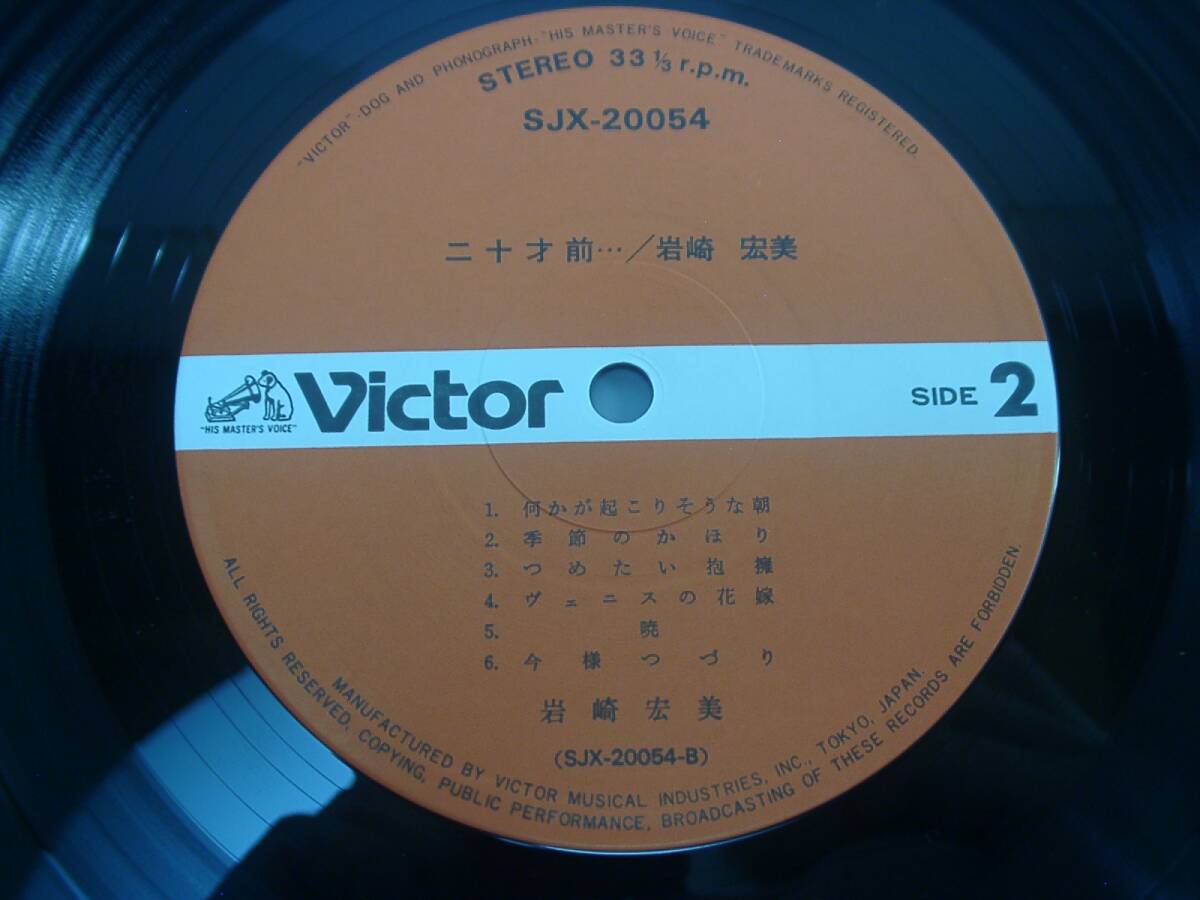 "VICTOR"-DOG AND PHONOGRAPH-"HIS MASTER'S VOICE" TRADEMARKS REGISTERED.
STEREO 33 ⅓ r.p.m.
SJX-20054
二十才前…／岩崎 宏美
"HIS MASTER'S VOICE"
Victor
SIDE 2
1. 何かが起こりそうな朝
2. 季節のかほり
3. つめたい抱擁
4. ヴェニスの花嫁
5. 暁
6. 今様つづり
岩崎宏美
(SJX-20054-B)
MANUFACTURED BY VICTOR MUSICAL INDUSTRIES, INC., TOKYO, JAPAN.
ALL RIGHTS RESERVED. COPYING, PUBLIC PERFORMANCE, BROADCASTING OF THESE RECORDS ARE FORBIDDEN.